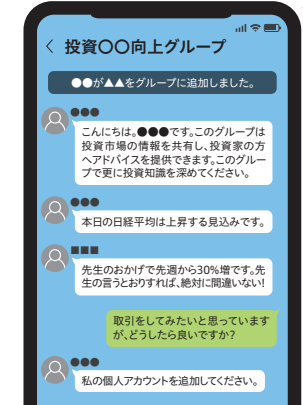 投資〇〇向上グループ
●●が▲▲をグループに追加しました。
●●●
こんにちは。●●●です。このグループは
投資市場の情報を共有し、投資家の方
へアドバイスを提供できます。このグルー
プで更に投資知識を深めてください。
●●●
本日の日経平均は上昇する見込みです。
■■■
先生のおかげで先週から30%増です。先
生の言うとおりすれば、絶対に間違いない!
取引をしてみたいと思っています
が、どうしたら良いですか?
●●●
私の個人アカウントを追加してください。